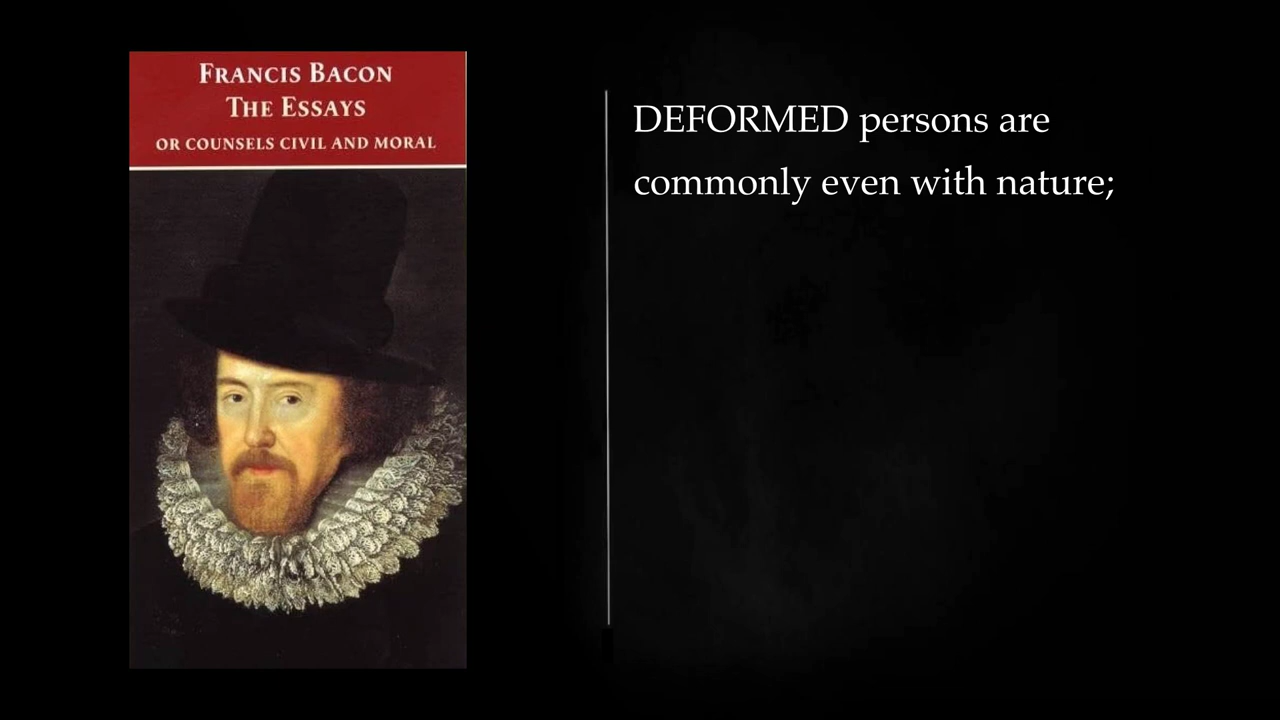 FRANCIS BACON
THE ESSAYS
OR COUNSELS CIVIL AND MORAL
DEFORMED persons are
commonly even with nature;